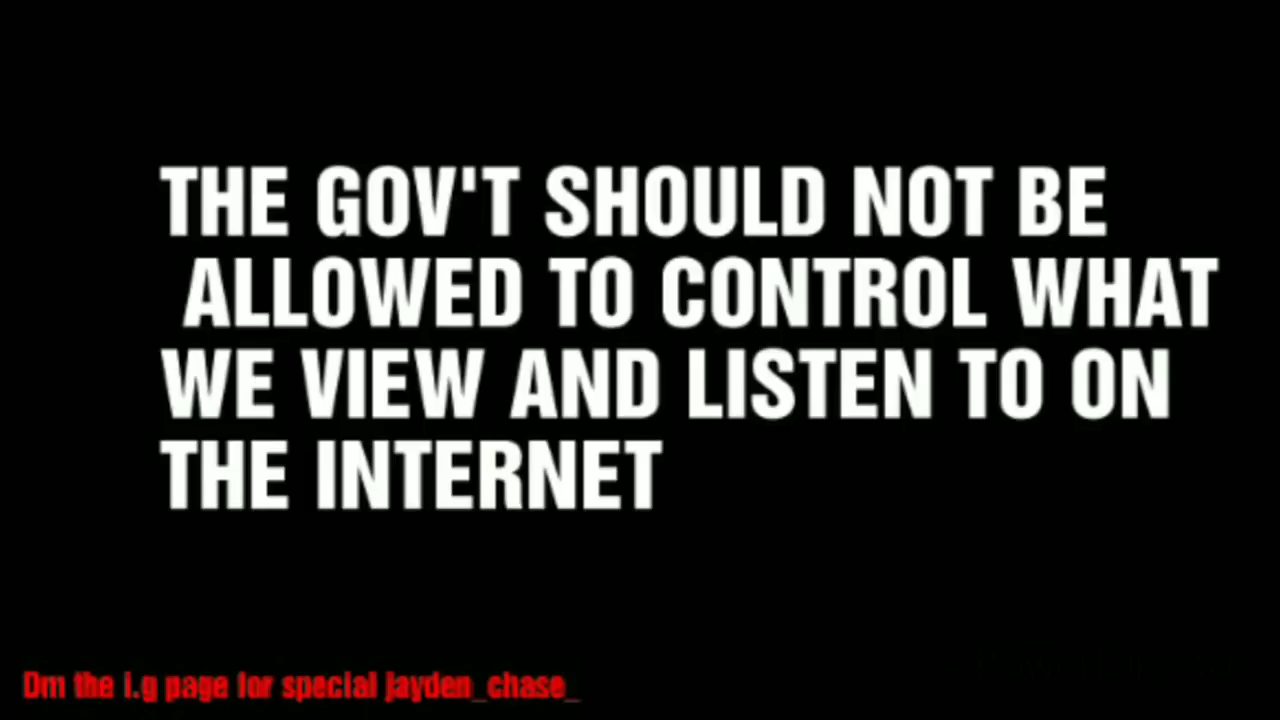 THE GOV'T SHOULD NOT BE
ALLOWED TO CONTROL WHAT
WE VIEW AND LISTEN TO ON
THE INTERNET
Dm the i.g page for special jayden_chase_